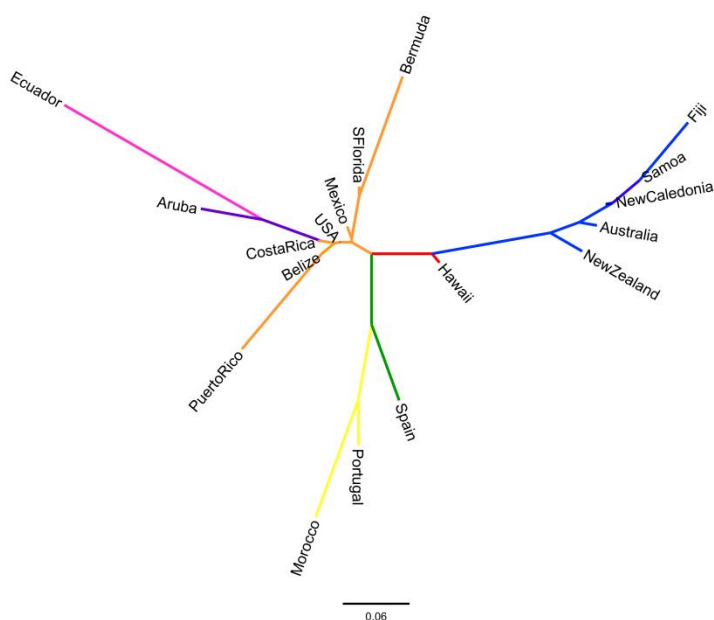 Bermuda
Ecuador
Fiji
SFlorida
Samoa
Mexico
NewCaledonia
Aruba
USA
Australia
CostaRica
Belize
NewZealand
Hawaii
PuertoRico
Spain
Portugal
Morocco
0.06